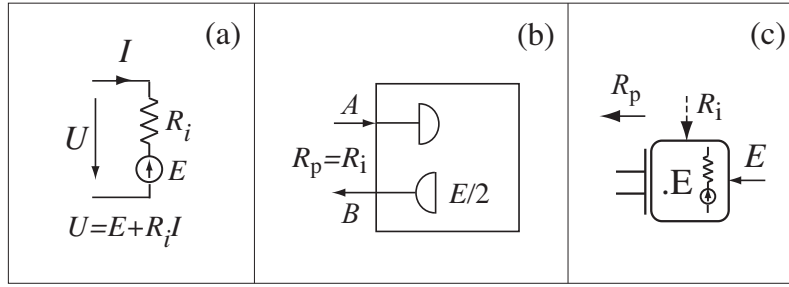 (a)
I
U
R_i
E
U=E+R_iI
(b)
A
R_p=R_i
B
E/2
(c)
R_p
R_i
.E
E